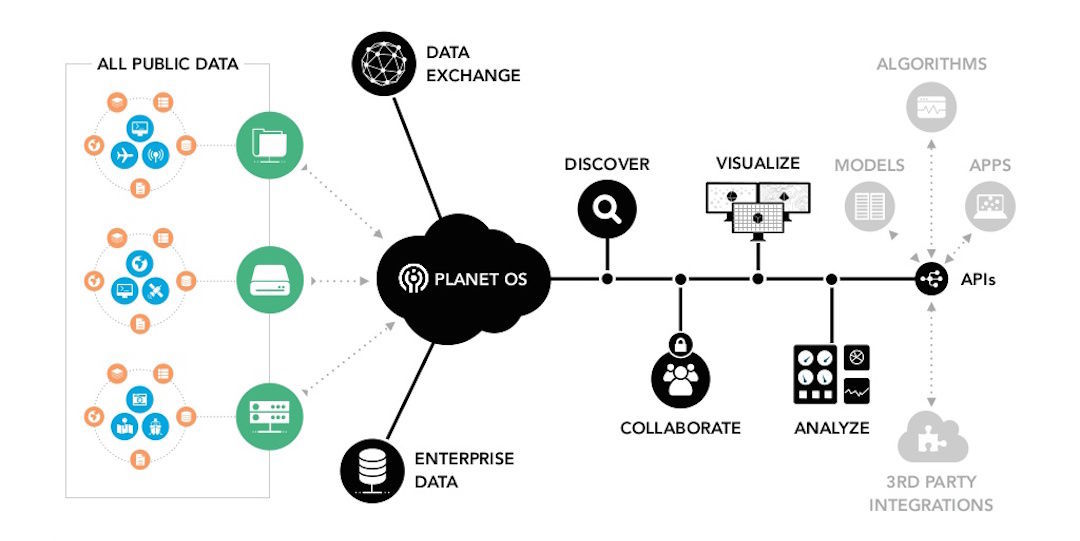 ALL PUBLIC DATA
DATA
EXCHANGE
PLANET OS
ENTERPRISE
DATA
DISCOVER
VISUALIZE
COLLABORATE
ANALYZE
ALGORITHMS
MODELS
APPS
APIs
3RD PARTY
INTEGRATIONS